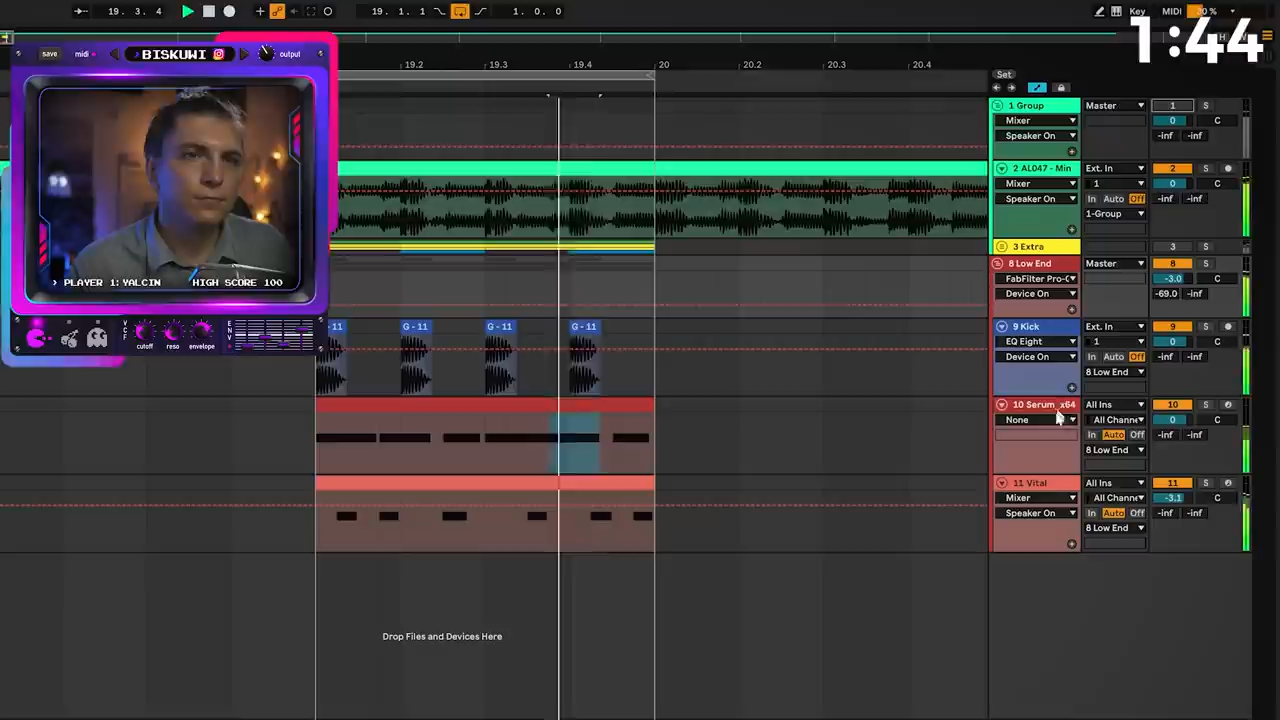 19. 3. 4
19. 1. 1
1. 0. 0
Key
MIDI
1:44
save
midi
BISKUWI
output
› PLAYER 1: YALCIN
HIGH SCORE 100
VCF
cutoff
reso
envelope
ENV
19.2
19.3
19.4
20
20.2
20.3
20.4
Set
H
1 Group
Master
1
S
Mixer
0
C
Speaker On
-inf
-inf
2 AL047 - Min
Ext. In
2
S
Mixer
1
0
C
Speaker On
In
Auto
Off
-inf
-inf
1-Group
3 Extra
3
S
8 Low End
Master
8
S
FabFilter Pro-
-3.0
C
Device On
-69.0
-inf
- 11
G - 11
G - 11
G - 11
9 Kick
Ext. In
9
S
EQ Eight
1
0
C
Device On
In
Auto
Off
-inf
-inf
8 Low End
10 Serum_x64
All Ins
10
S
None
All Channe
0
C
In
Auto
Off
-inf
-inf
8 Low End
11 Vital
All Ins
11
S
Mixer
All Channe
-3.1
C
Speaker On
In
Auto
Off
-inf
-inf
8 Low End
Drop Files and Devices Here